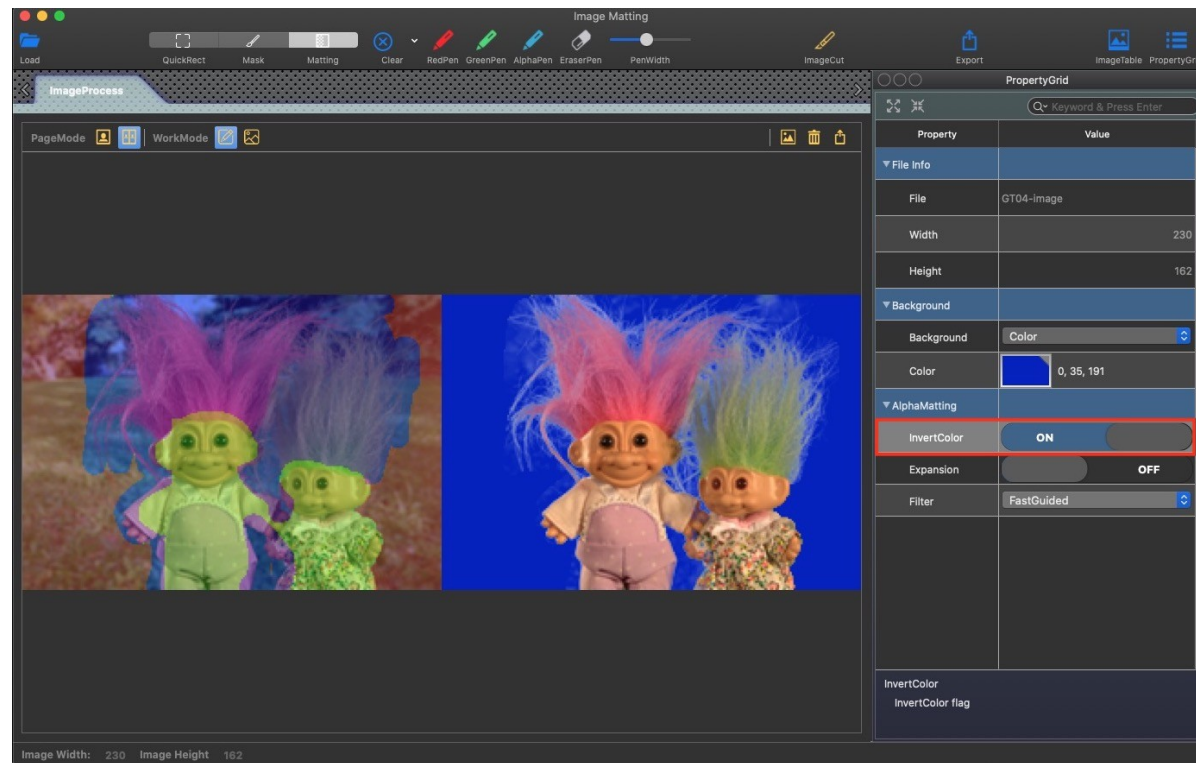 Image Matting
Load QuickRect Mask Matting Clear RedPen GreenPen AlphaPen EraserPen PenWidth ImageCut Export ImageTable PropertyGr
ImageProcess
PageMode WorkMode
PropertyGrid
Keyword & Press Enter
Property Value
File Info
File GT04-image
Width 230
Height 162
Background
Background Color
Color 0, 35, 191
AlphaMatting
InvertColor ON
Expansion OFF
Filter FastGuided
InvertColor
InvertColor flag
Image Width: 230 Image Height 162